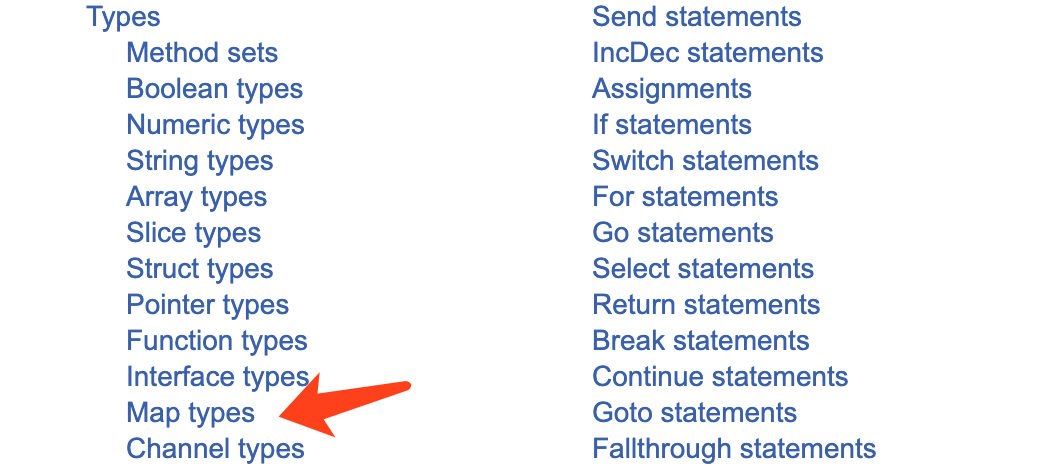 Types
Method sets
Boolean types
Numeric types
String types
Array types
Slice types
Struct types
Pointer types
Function types
Interface types
Map types
Channel types
Send statements
IncDec statements
Assignments
If statements
Switch statements
For statements
Go statements
Select statements
Return statements
Break statements
Continue statements
Goto statements
Fallthrough statements